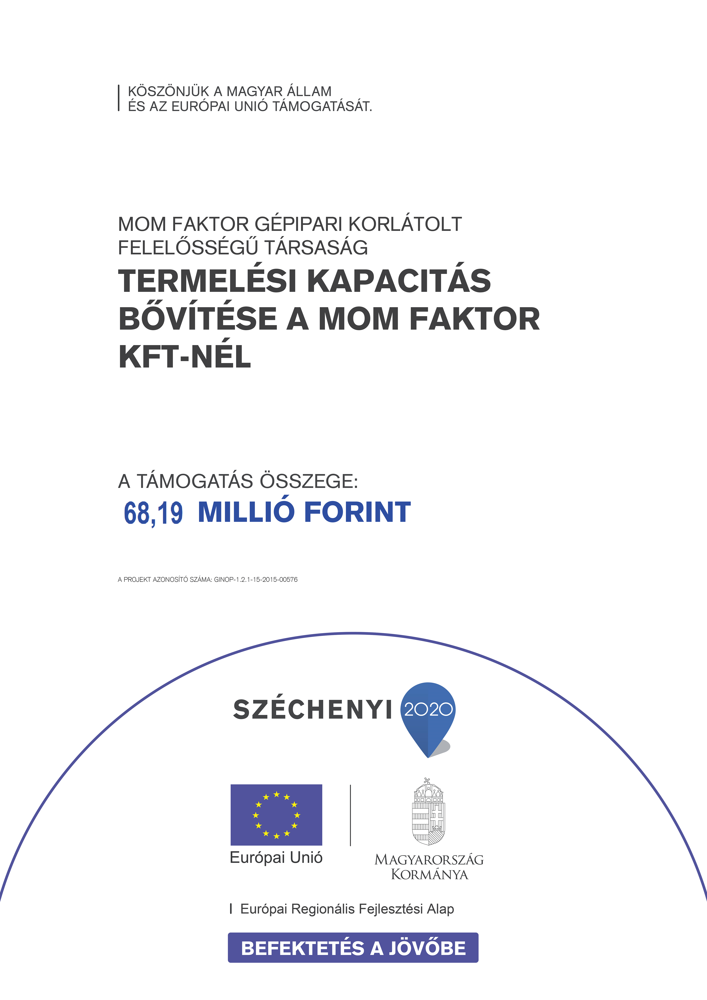 KÖSZÖNJÜK A MAGYAR ÁLLAM
ÉS AZ EURÓPAI UNIÓ TÁMOGATÁSÁT.
MOM FAKTOR GÉPIPARI KORLÁTOLT
FELELŐSSÉGŰ TÁRSASÁG
TERMELÉSI KAPACITÁS
BŐVÍTÉSE A MOM FAKTOR
KFT-NÉL
A TÁMOGATÁS ÖSSZEGE:
68,19 MILLIÓ FORINT
A PROJEKT AZONOSÍTÓ SZÁMA: GINOP-1.2.1-15-2015-00576
SZÉCHENYI 2020
Európai Unió
MAGYARORSZÁG
KORMÁNYA
Európai Regionális Fejlesztési Alap
BEFEKTETÉS A JÖVŐBE